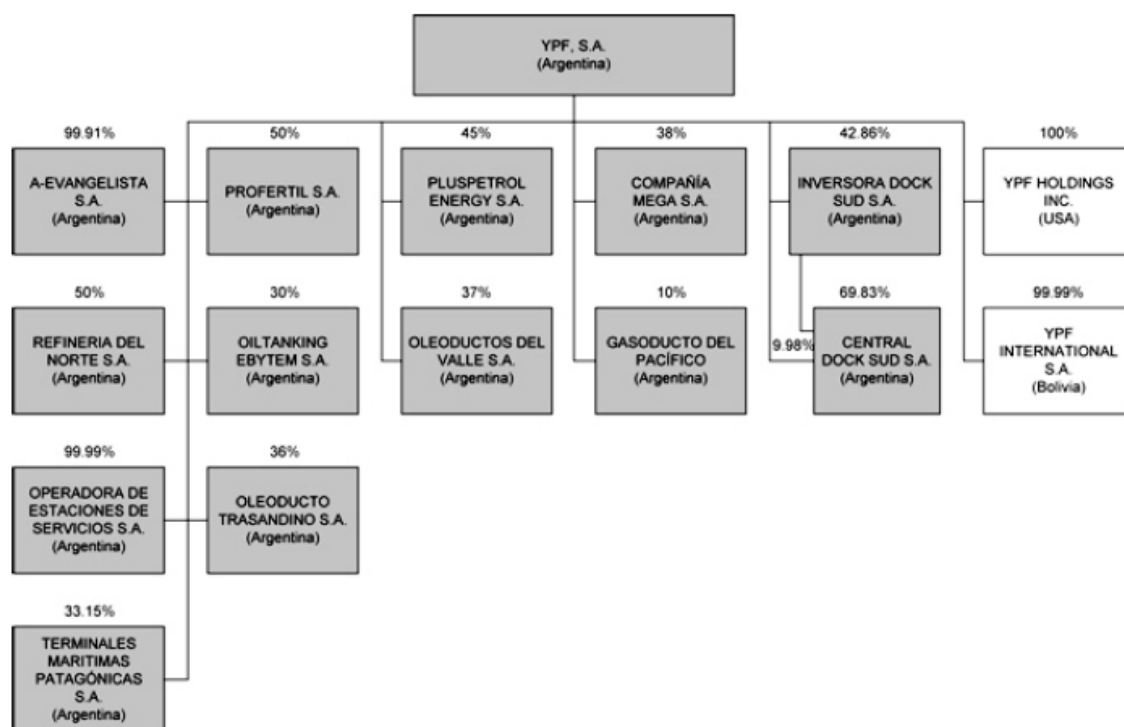 YPF, S.A.
(Argentina)
99.91%
50%
45%
38%
42.86%
100%
A-EVANGELISTA
S.A.
(Argentina)
PROFERTIL S.A.
(Argentina)
PLUSPETROL
ENERGY S.A.
(Argentina)
COMPAÑÍA
MEGA S.A.
(Argentina)
INVERSORA DOCK
SUD S.A.
(Argentina)
YPF HOLDINGS
INC.
(USA)
50%
30%
37%
10%
69.83%
99.99%
REFINERIA DEL
NORTE S.A.
(Argentina)
OILTANKING
EBYTEM S.A.
(Argentina)
OLEODUCTOS DEL
VALLE S.A.
(Argentina)
GASODUCTO DEL
PACÍFICO
(Argentina)
9.98%
CENTRAL
DOCK SUD S.A.
(Argentina)
YPF
INTERNATIONAL
S.A.
(Bolivia)
99.99%
36%
OPERADORA DE
ESTACIONES DE
SERVICIOS S.A.
(Argentina)
OLEODUCTO
TRASANDINO S.A.
(Argentina)
33.15%
TERMINALES
MARITIMAS
PATAGÓNICAS
S.A.
(Argentina)